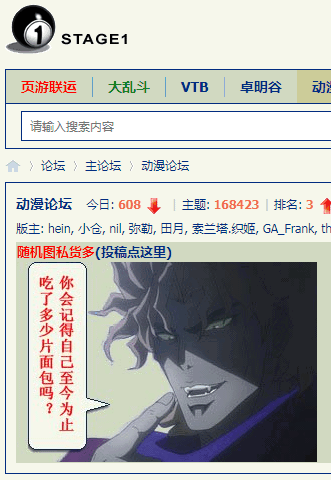 1
STAGE1
页游联运 大乱斗 VTB 卓明谷 动
请输入搜索内容
论坛 主论坛 动漫论坛
动漫论坛 今日: 608 | 主题: 168423 | 排名: 3
版主: hein, 小仓, nil, 弥勒, 田月, 素兰塔.织姬, GA_Frank, th
随机图私货多(投稿点这里)
你会记得自己至今为止
吃了多少片面包吗？